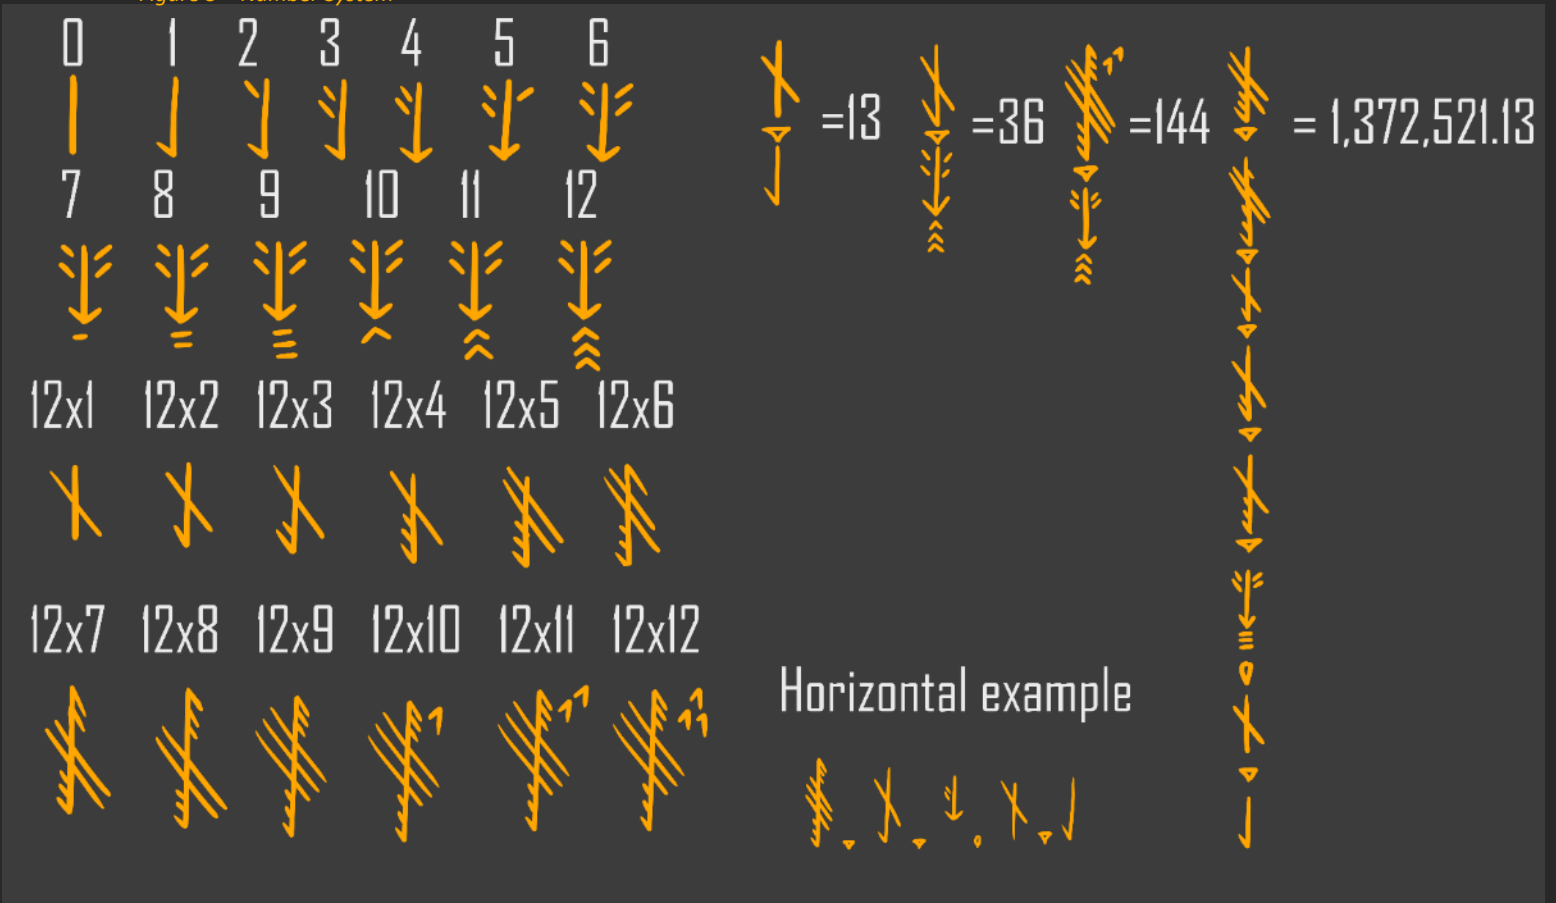 0 1 2 3 4 5 6
=13 =36 =144 = 1,372,521.13
7 8 9 10 11 12
12x1 12x2 12x3 12x4 12x5 12x6
12x7 12x8 12x9 12x10 12x11 12x12
Horizontal example